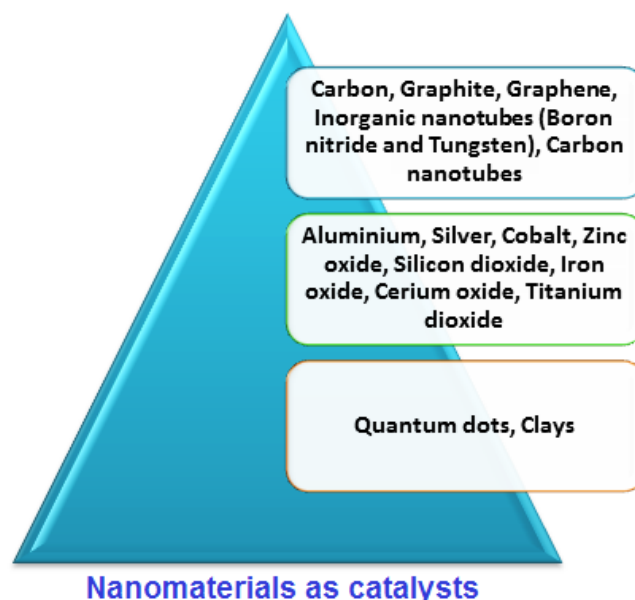 Carbon, Graphite, Graphene,
Inorganic nanotubes (Boron
nitride and Tungsten), Carbon
nanotubes
Aluminium, Silver, Cobalt, Zinc
oxide, Silicon dioxide, Iron
oxide, Cerium oxide, Titanium
dioxide
Quantum dots, Clays
Nanomaterials as catalysts